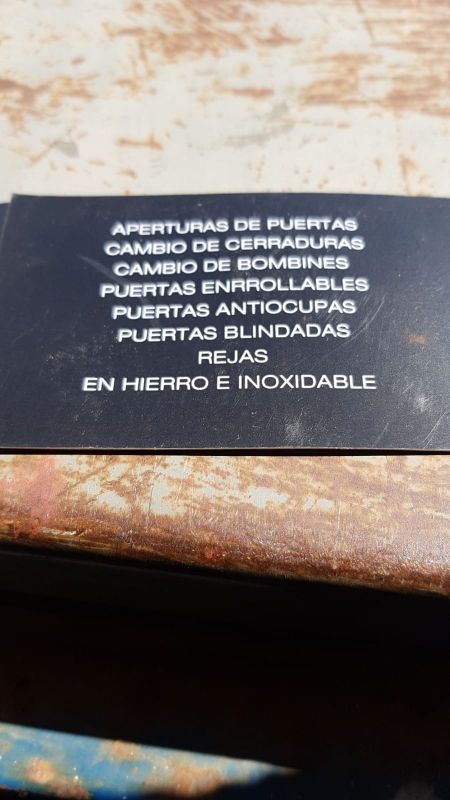 APERTURAS DE PUERTAS
CAMBIO DE CERRADURAS
CAMBIO DE BOMBINES
PUERTAS ENRROLLABLES
PUERTAS ANTIOCUPAS
PUERTAS BLINDADAS
REJAS
EN HIERRO E INOXIDABLE